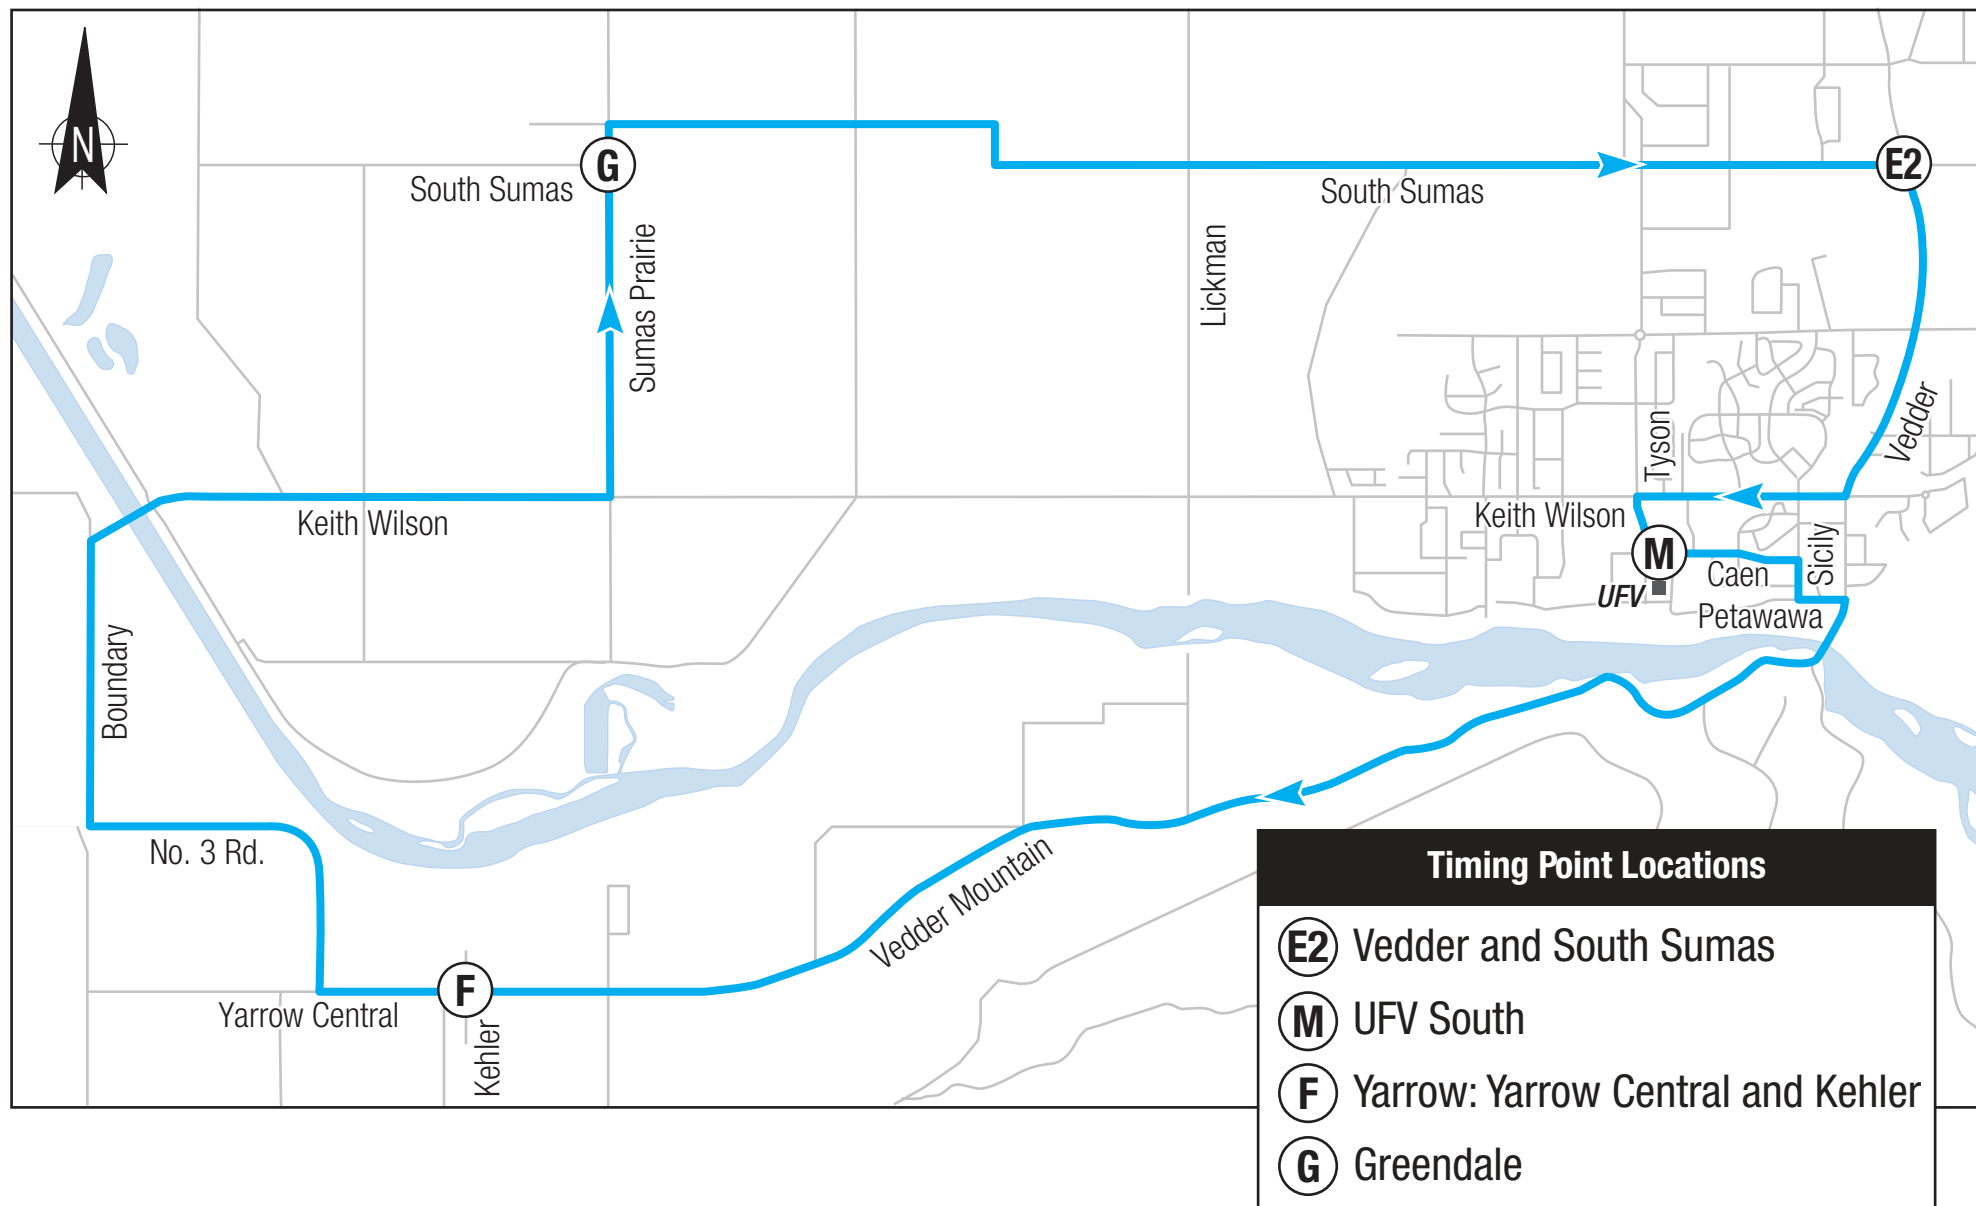 N
G
E2
South Sumas
South Sumas
Sumas Prairie
Lickman
Vedder
Tyson
Keith Wilson
Keith Wilson
M
Caen
Sicily
UFV
Petawawa
Boundary
No. 3 Rd.
Vedder Mountain
F
Yarrow Central
Kehler
Timing Point Locations
E2 Vedder and South Sumas
M UFV South
F Yarrow: Yarrow Central and Kehler
G Greendale